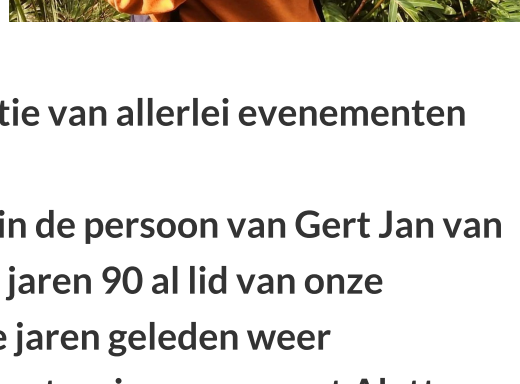 tie van allerlei evenementen
in de persoon van Gert Jan van
jaren 90 al lid van onze
e jaren geleden weer